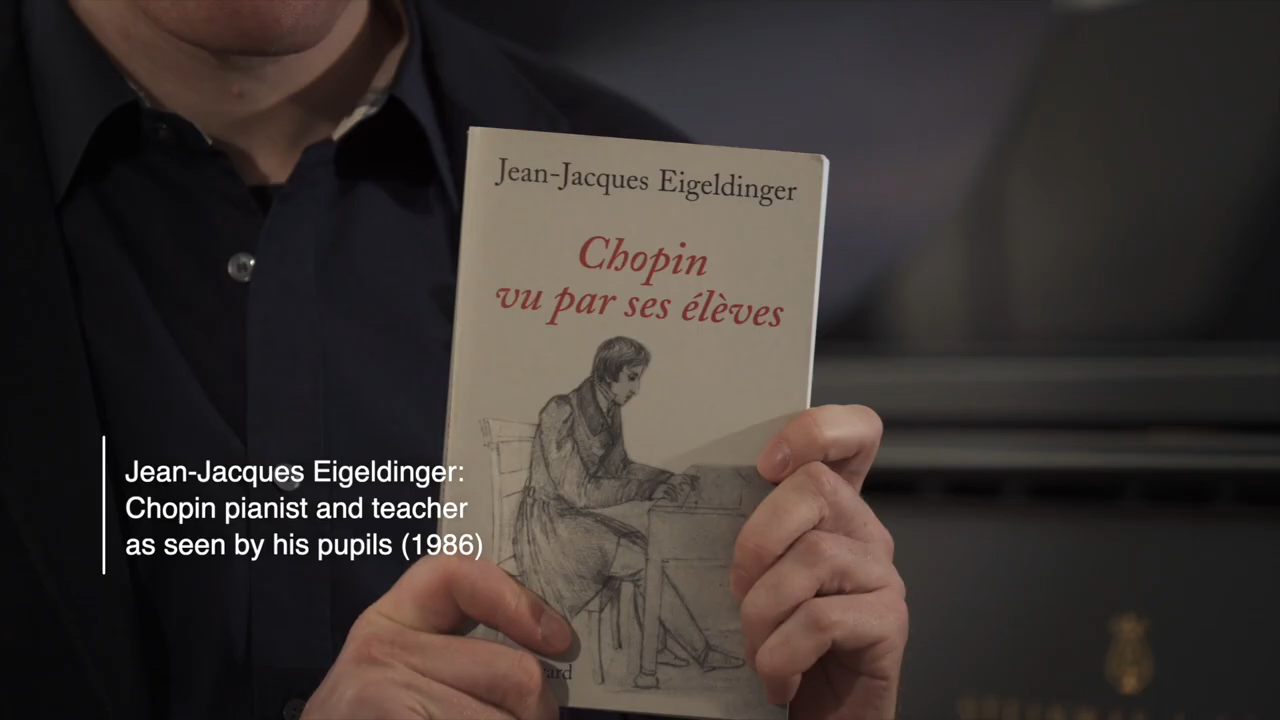 Jean-Jacques Eigeldinger
Chopin
vu par ses élèves
Jean-Jacques Eigeldinger:
Chopin pianist and teacher
as seen by his pupils (1986)